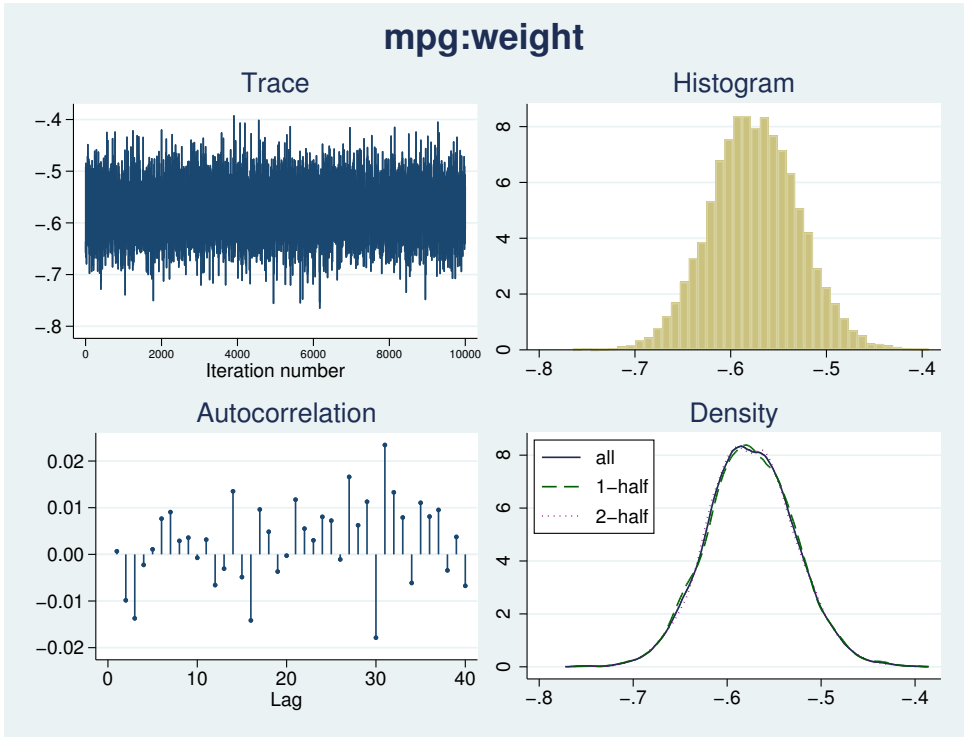 mpg:weight
Trace
−.4
−.5
−.6
−.7
−.8
0 2000 4000 6000 8000 10000
Iteration number
Histogram
8
6
4
2
0
−.8 −.7 −.6 −.5 −.4
Autocorrelation
0.02
0.01
0.00
−0.01
−0.02
0 10 20 30 40
Lag
Density
all
1−half
2−half
8
6
4
2
0
−.8 −.7 −.6 −.5 −.4